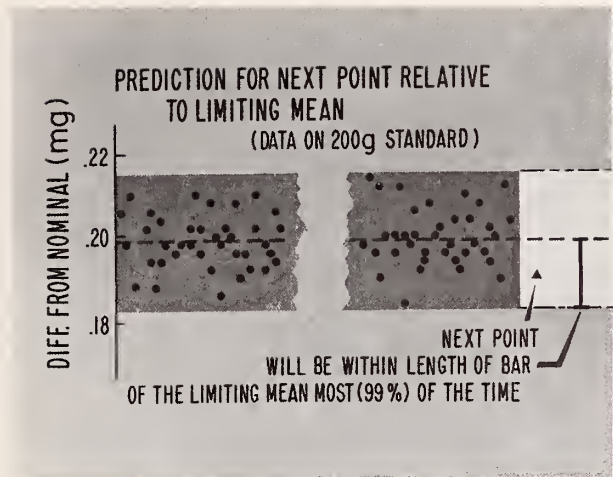 PREDICTION FOR NEXT POINT RELATIVE
TO LIMITING MEAN
(DATA ON 200g STANDARD)
DIFF. FROM NOMINAL (mg)
.22
.20
.18
NEXT POINT
WILL BE WITHIN LENGTH OF BAR
OF THE LIMITING MEAN MOST (99%) OF THE TIME